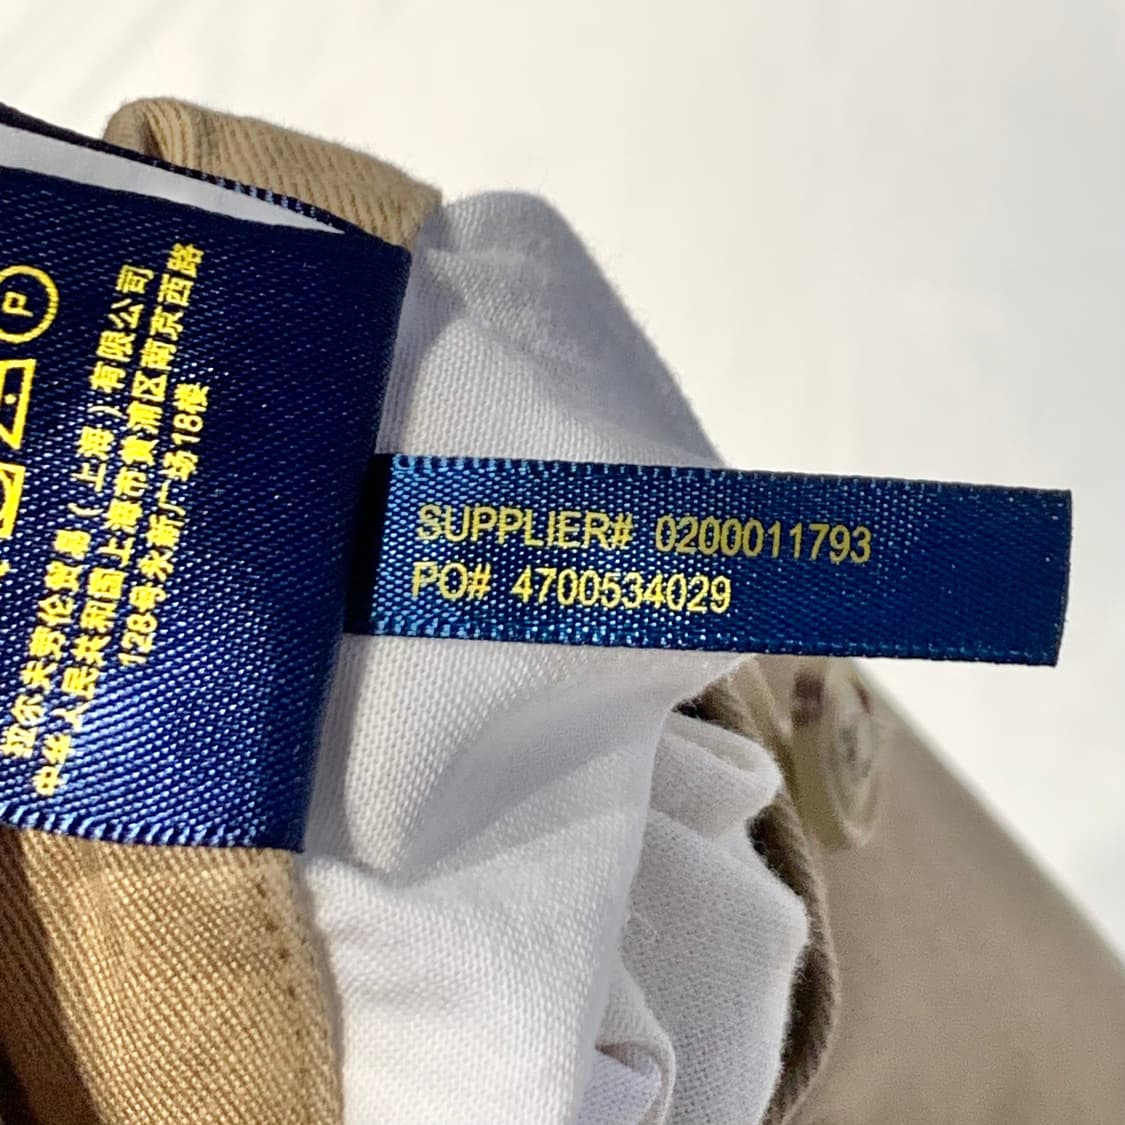 P
拉尔夫劳伦贸易（上海）有限公司
中华人民共和国上海市黄浦区南京西路
128号永新广场18楼
SUPPLIER# 0200011793
PO# 4700534029